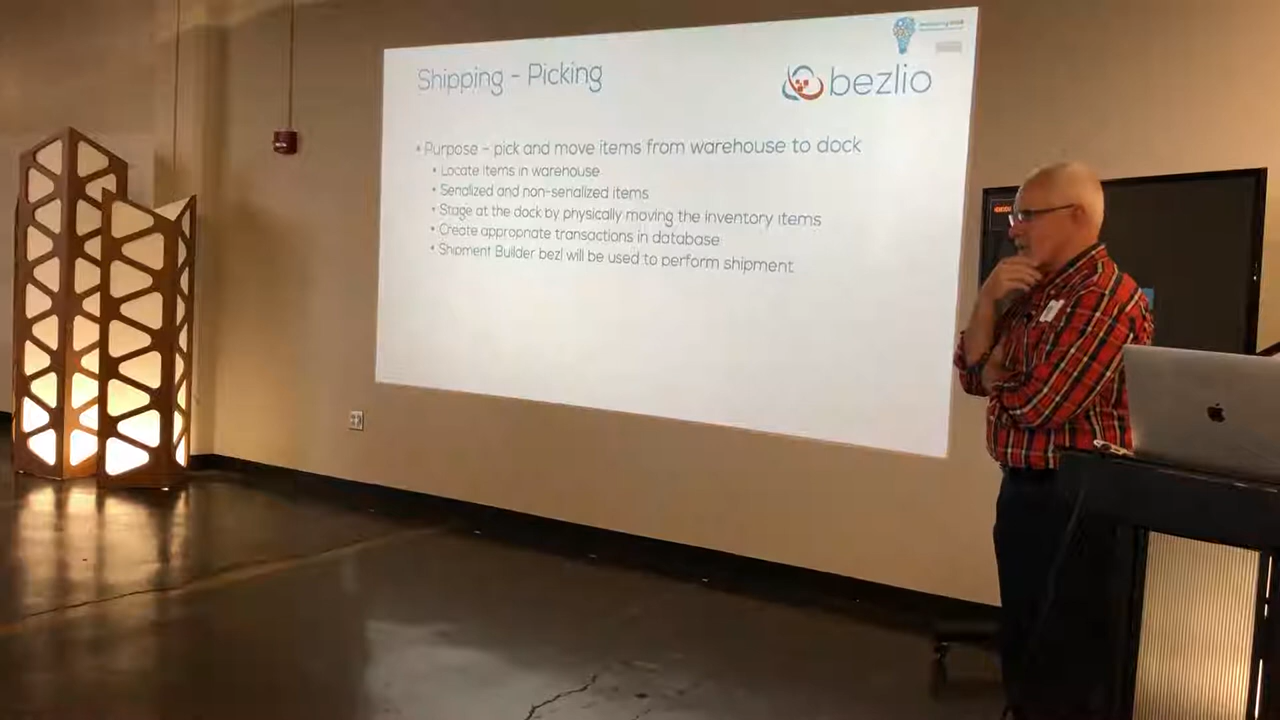 Shipping - Picking
bezlio
• Purpose – pick and move items from warehouse to dock
• Locate items in warehouse
• Serialized and non-serialized items
• Stage at the dock by physically moving the inventory items
• Create appropriate transactions in database
• Shipment Builder bezl will be used to perform shipment